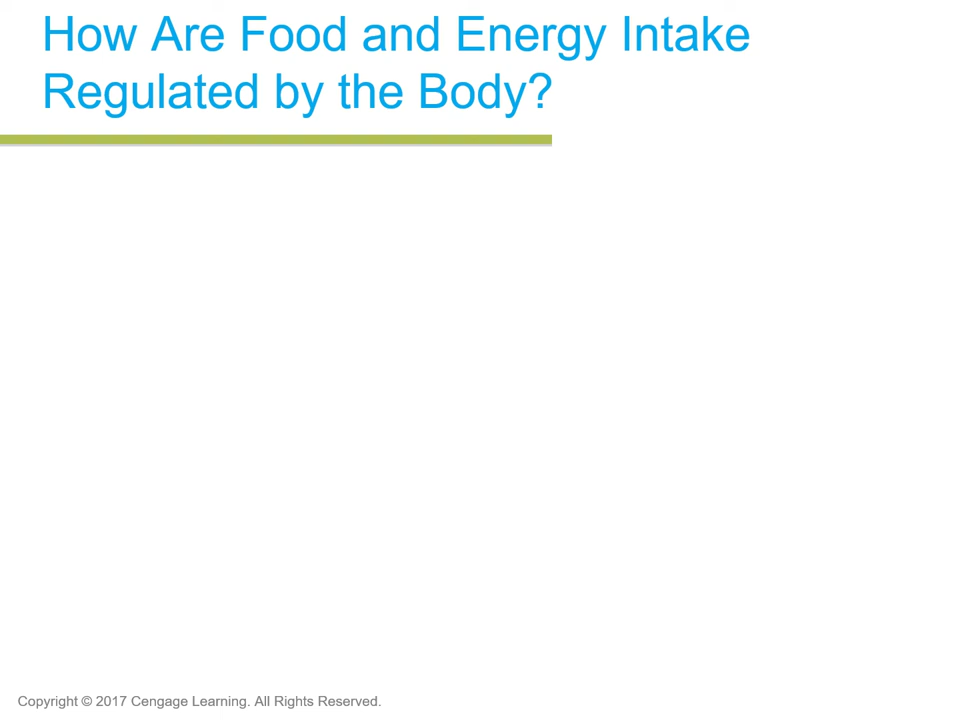 How Are Food and Energy Intake
Regulated by the Body?
Copyright © 2017 Cengage Learning. All Rights Reserved.